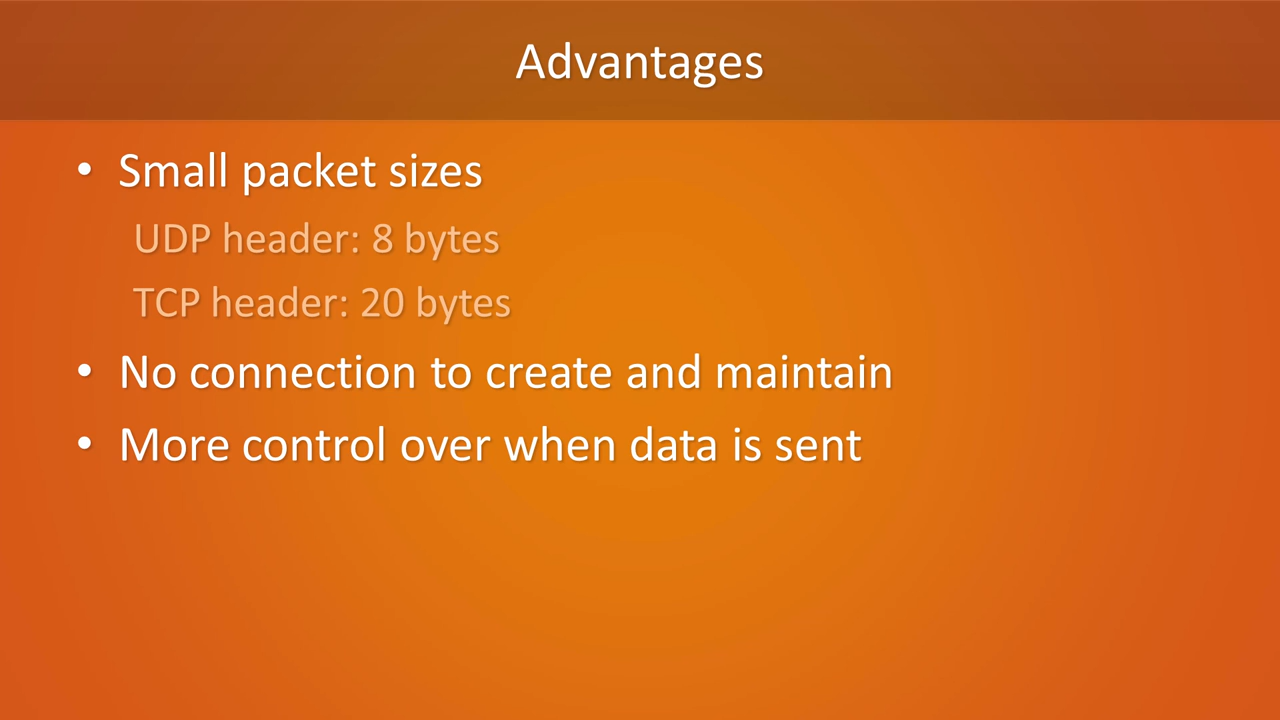 Advantages
• Small packet sizes
UDP header: 8 bytes
TCP header: 20 bytes
• No connection to create and maintain
• More control over when data is sent